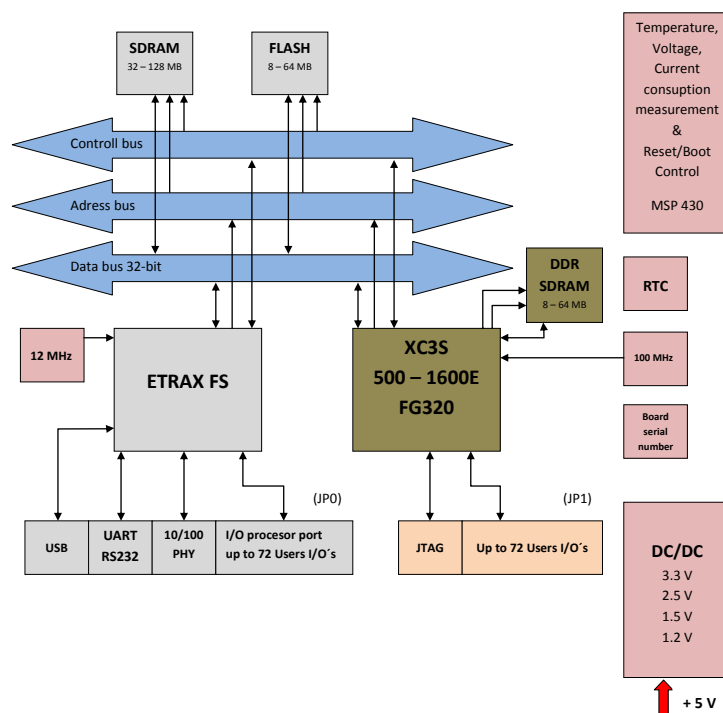 SDRAM
32 – 128 MB
FLASH
8 – 64 MB
Temperature,
Voltage,
Current
consuption
measurement
&
Reset/Boot
Control
MSP 430
Controll bus
Adress bus
Data bus 32-bit
DDR
SDRAM
8 – 64 MB
RTC
12 MHz
ETRAX FS
XC3S
500 – 1600E
FG320
100 MHz
Board
serial
number
(JP0)
(JP1)
USB
UART
RS232
10/100
PHY
I/O procesor port
up to 72 Users I/O´s
JTAG
Up to 72 Users I/O´s
DC/DC
3.3 V
2.5 V
1.5 V
1.2 V
+ 5 V